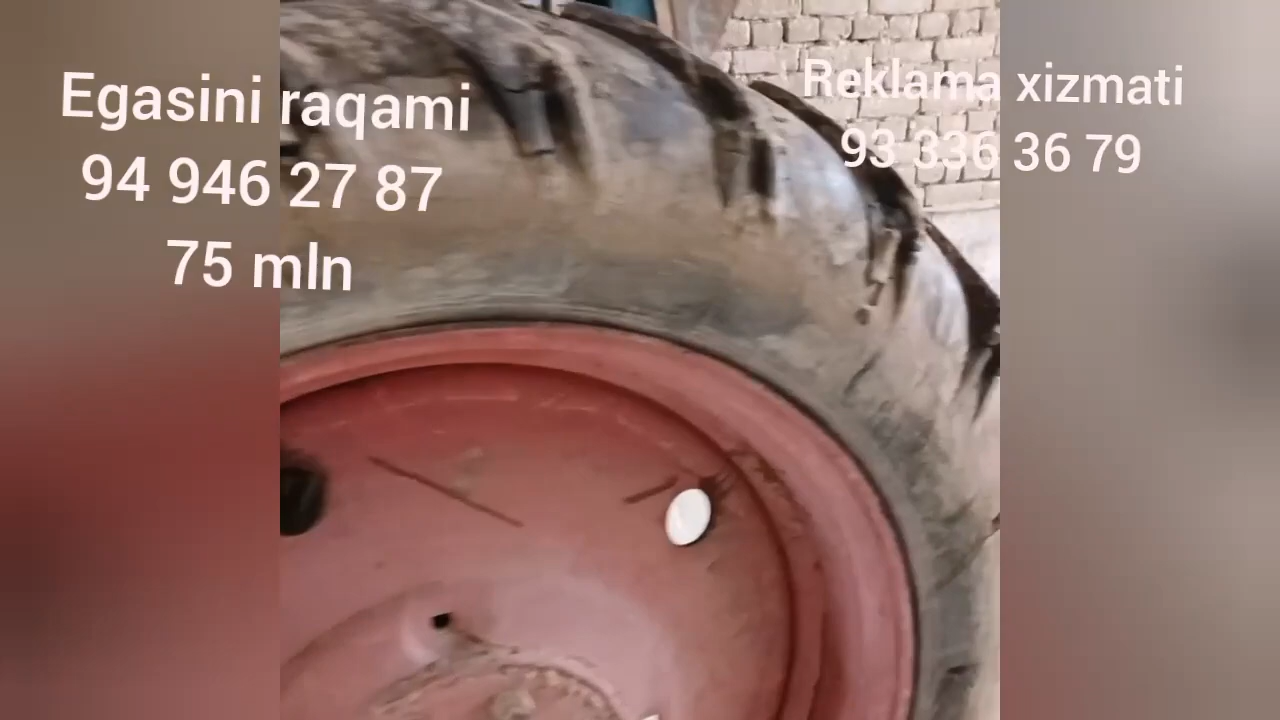 Egasini raqami
94 946 27 87
75 mln
Reklama xizmati
93 336 36 79